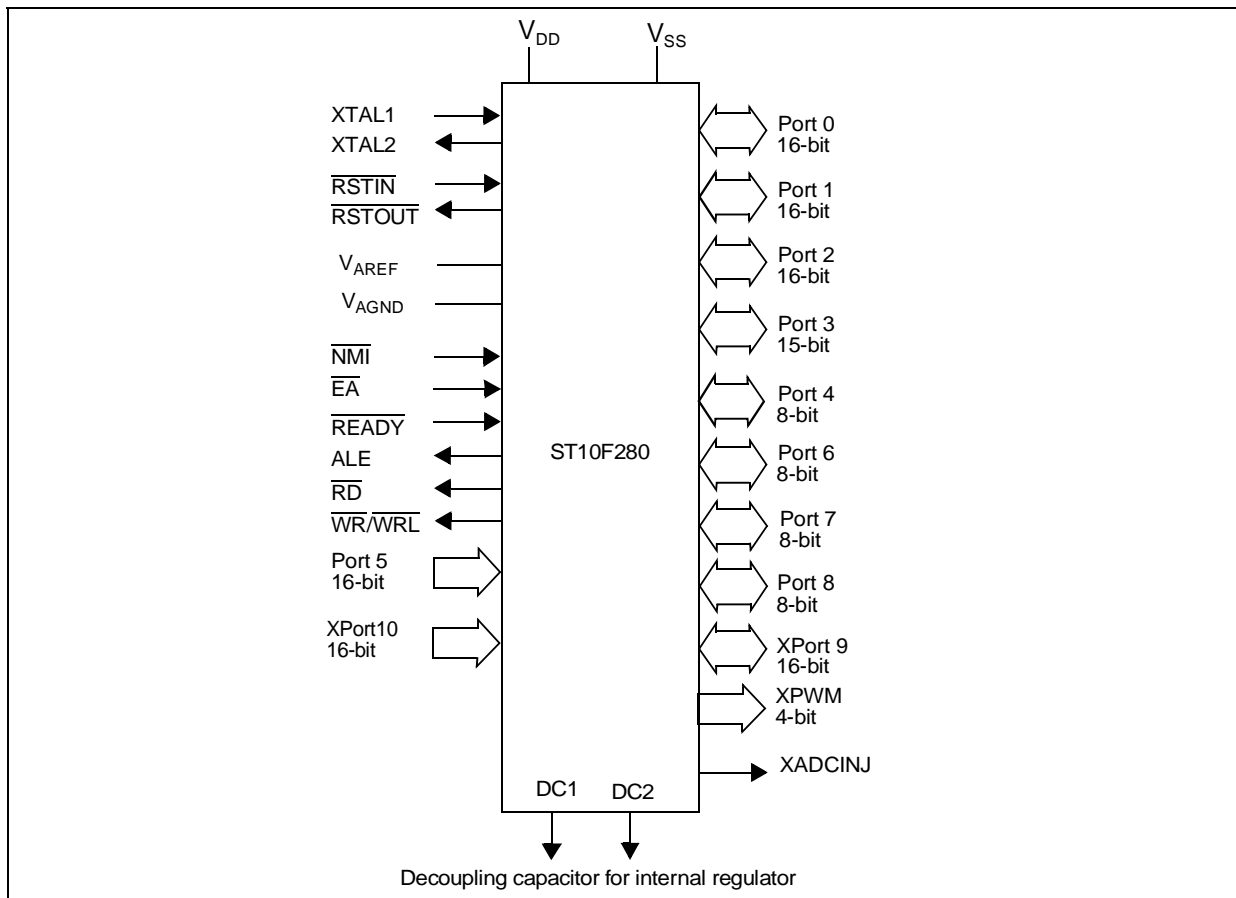 VDD
VSS
XTAL1
XTAL2
RSTIN
RSTOUT
VAREF
VAGND
NMI
EA
READY
ALE
RD
WR/WRL
Port 5
16-bit
XPort10
16-bit
ST10F280
Port 0
16-bit
Port 1
16-bit
Port 2
16-bit
Port 3
15-bit
Port 4
8-bit
Port 6
8-bit
Port 7
8-bit
Port 8
8-bit
XPort 9
16-bit
XPWM
4-bit
XADCINJ
DC1
DC2
Decoupling capacitor for internal regulator